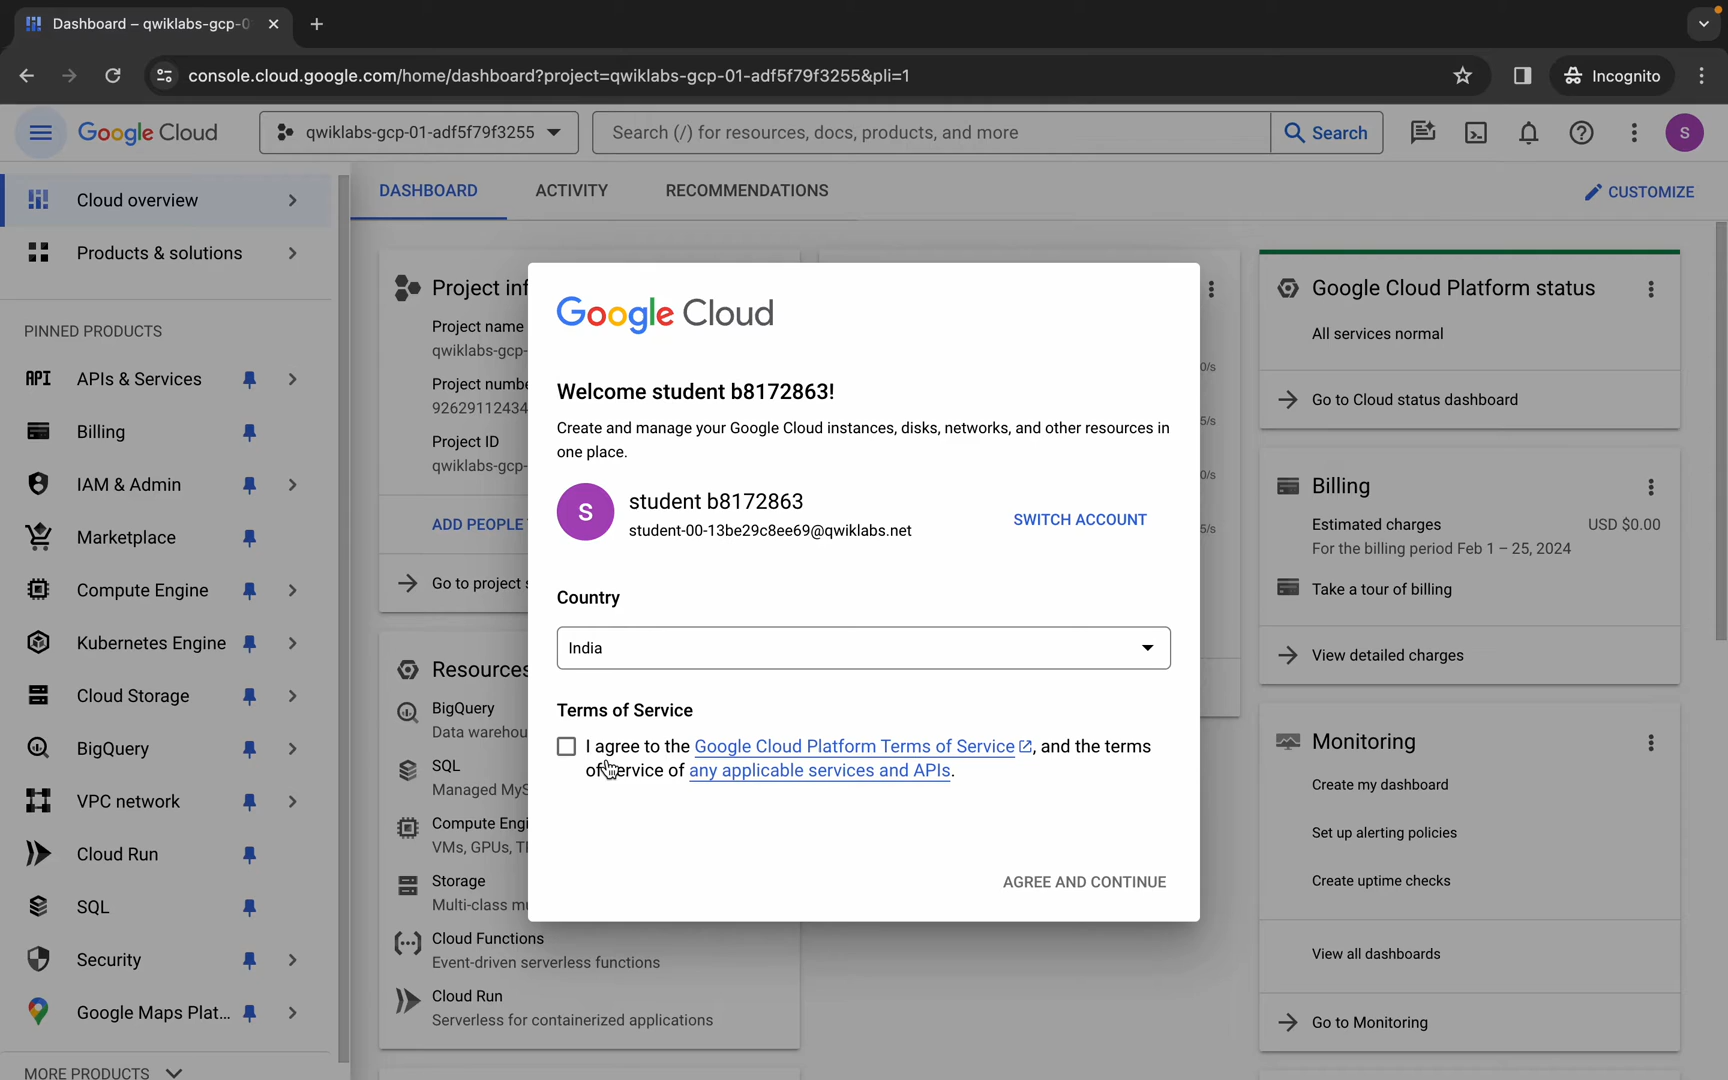 Dashboard – qwiklabs-gcp-0
console.cloud.google.com/home/dashboard?project=qwiklabs-gcp-01-adf5f79f3255&pli=1
Incognito
Google Cloud
qwiklabs-gcp-01-adf5f79f3255
Search (/) for resources, docs, products, and more
Search
S
Cloud overview
Products & solutions
PINNED PRODUCTS
API APIs & Services
Billing
IAM & Admin
Marketplace
Compute Engine
Kubernetes Engine
Cloud Storage
BigQuery
VPC network
Cloud Run
SQL
Security
Google Maps Plat...
MORE PRODUCTS
DASHBOARD
ACTIVITY
RECOMMENDATIONS
CUSTOMIZE
Project inf
Project name
qwiklabs-gcp-
Project numb
92629112434
Project ID
qwiklabs-gcp-
ADD PEOPLE
Go to project s
Resources
BigQuery
Data warehou
SQL
Managed MyS
Compute Engi
VMs, GPUs, TP
Storage
Multi-class mu
Cloud Functions
Event-driven serverless functions
Cloud Run
Serverless for containerized applications
Google Cloud
Welcome student b8172863!
Create and manage your Google Cloud instances, disks, networks, and other resources in
one place.
S
student b8172863
student-00-13be29c8ee69@qwiklabs.net
SWITCH ACCOUNT
Country
India
Terms of Service
I agree to the Google Cloud Platform Terms of Service, and the terms
of service of any applicable services and APIs.
AGREE AND CONTINUE
0/s
5/s
0/s
5/s
Google Cloud Platform status
All services normal
Go to Cloud status dashboard
Billing
Estimated charges
USD $0.00
For the billing period Feb 1 – 25, 2024
Take a tour of billing
View detailed charges
Monitoring
Create my dashboard
Set up alerting policies
Create uptime checks
View all dashboards
Go to Monitoring